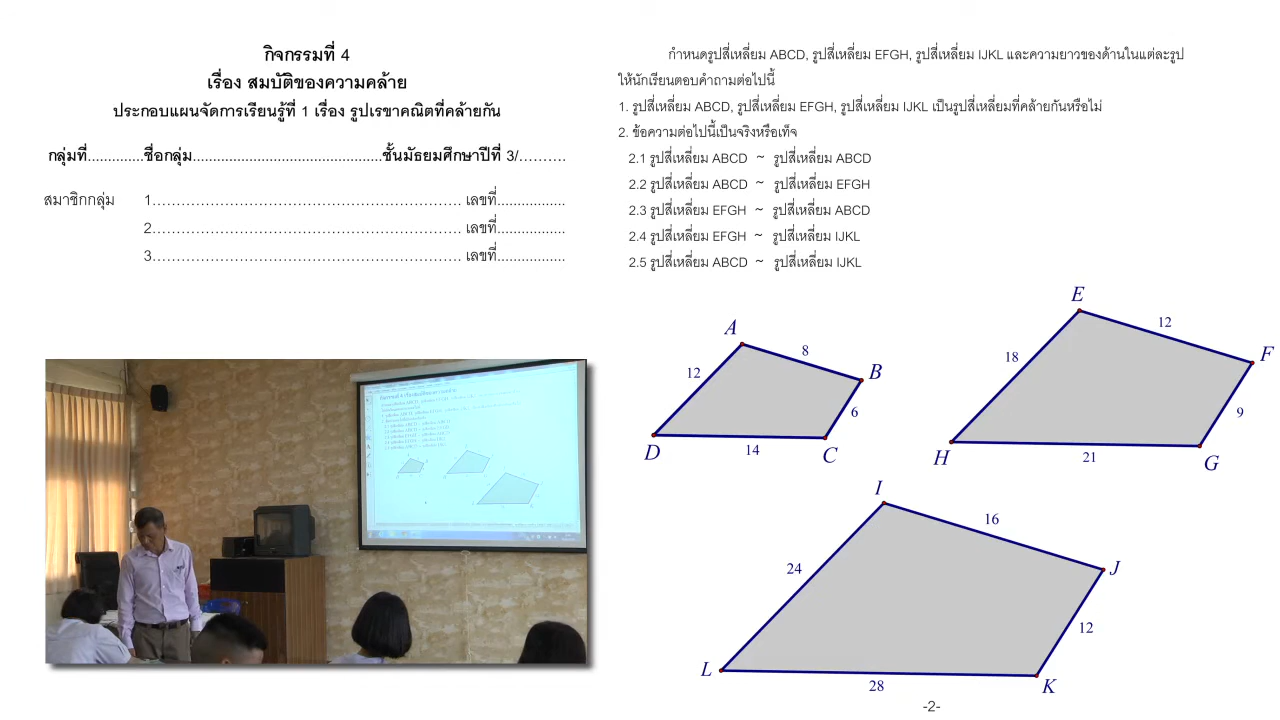 กิจกรรมที่ 4
เรื่อง สมบัติของความคล้าย
ประกอบแผนจัดการเรียนรู้ที่ 1 เรื่อง รูปเรขาคณิตที่คล้ายกัน
กลุ่มที่..............ชื่อกลุ่ม...............................................ชั้นมัธยมศึกษาปีที่ 3/..........
สมาชิกกลุ่ม 1................................................................ เลขที่.................
2................................................................ เลขที่.................
3................................................................ เลขที่.................
กำหนดรูปสี่เหลี่ยม ABCD, รูปสี่เหลี่ยม EFGH, รูปสี่เหลี่ยม IJKL และความยาวของด้านในแต่ละรูป
ให้นักเรียนตอบคำถามต่อไปนี้
1. รูปสี่เหลี่ยม ABCD, รูปสี่เหลี่ยม EFGH, รูปสี่เหลี่ยม IJKL เป็นรูปสี่เหลี่ยมที่คล้ายกันหรือไม่
2. ข้อความต่อไปนี้เป็นจริงหรือเท็จ
2.1 รูปสี่เหลี่ยม ABCD ~ รูปสี่เหลี่ยม ABCD
2.2 รูปสี่เหลี่ยม ABCD ~ รูปสี่เหลี่ยม EFGH
2.3 รูปสี่เหลี่ยม EFGH ~ รูปสี่เหลี่ยม ABCD
2.4 รูปสี่เหลี่ยม EFGH ~ รูปสี่เหลี่ยม IJKL
2.5 รูปสี่เหลี่ยม ABCD ~ รูปสี่เหลี่ยม IJKL
A
8
B
12
6
D
14
C
E
12
F
18
9
H
21
G
I
16
J
24
12
L
28
K
-2-